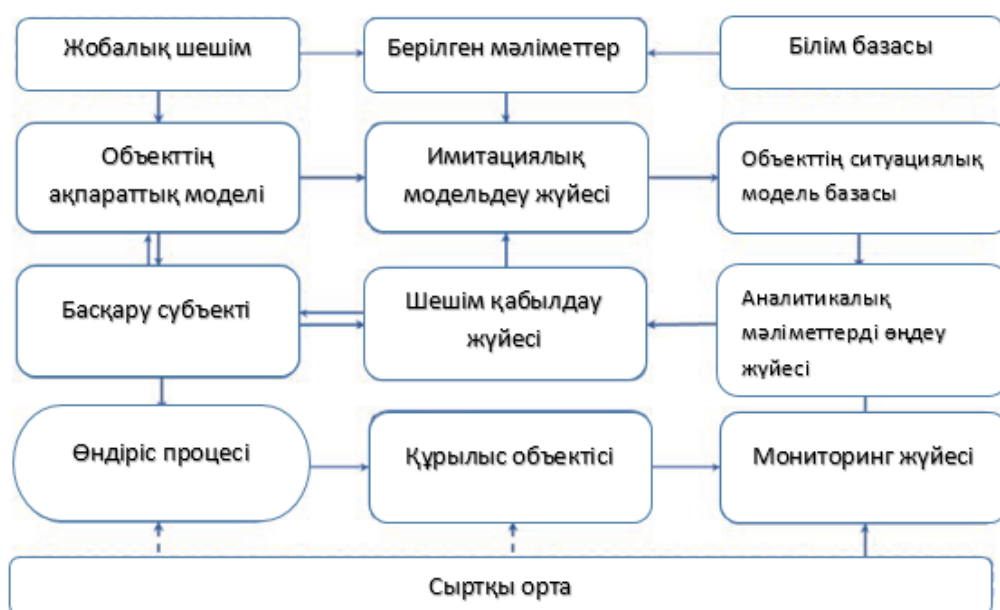 Жобалық шешім
Берілген мәліметтер
Білім базасы
Объекттің
ақпараттық моделі
Имитациялық
модельдеу жүйесі
Объекттің ситуациялық
модель базасы
Басқару субъекті
Шешім қабылдау
жүйесі
Аналитикалық
мәліметтерді өңдеу
жүйесі
Өндіріс процесі
Құрылыс объектісі
Мониторинг жүйесі
Сыртқы орта